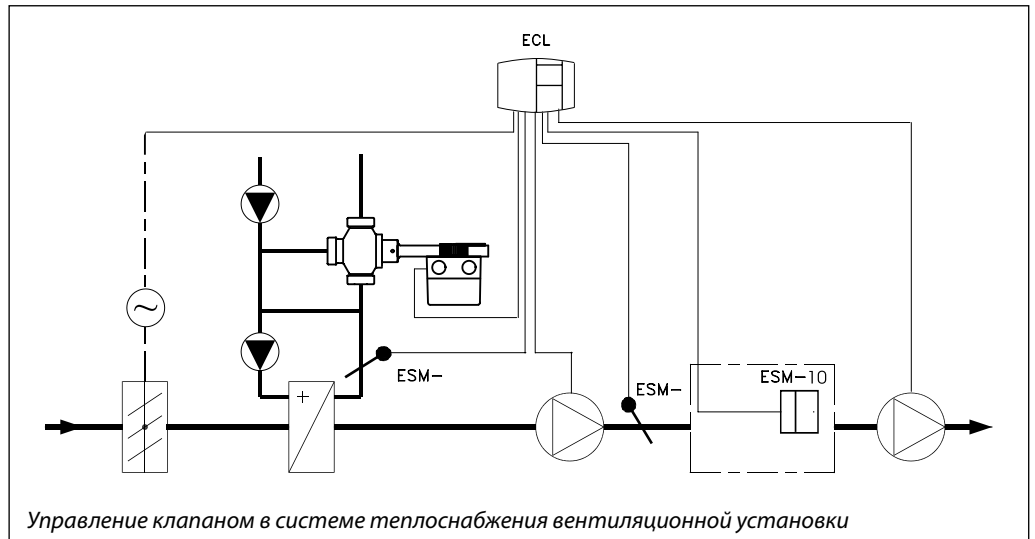 ECL
ESM-
ESM-
ESM-10
Управление клапаном в системе теплоснабжения вентиляционной установки